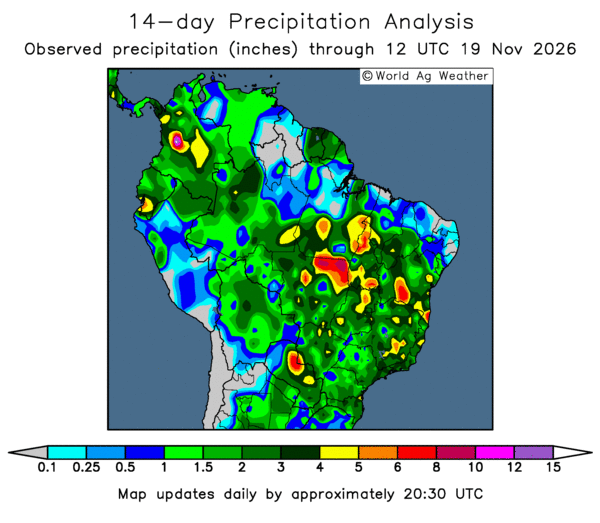 14-day Precipitation Analysis
Observed precipitation (inches) through 12 UTC 19 Nov 2026
©World Ag Weather
0.1 0.25 0.5 1 1.5 2 3 4 5 6 8 10 12 15
Map updates daily by approximately 20:30 UTC